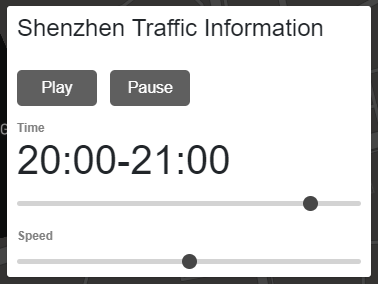 Shenzhen Traffic Information
Play Pause
Time
20:00-21:00
Speed